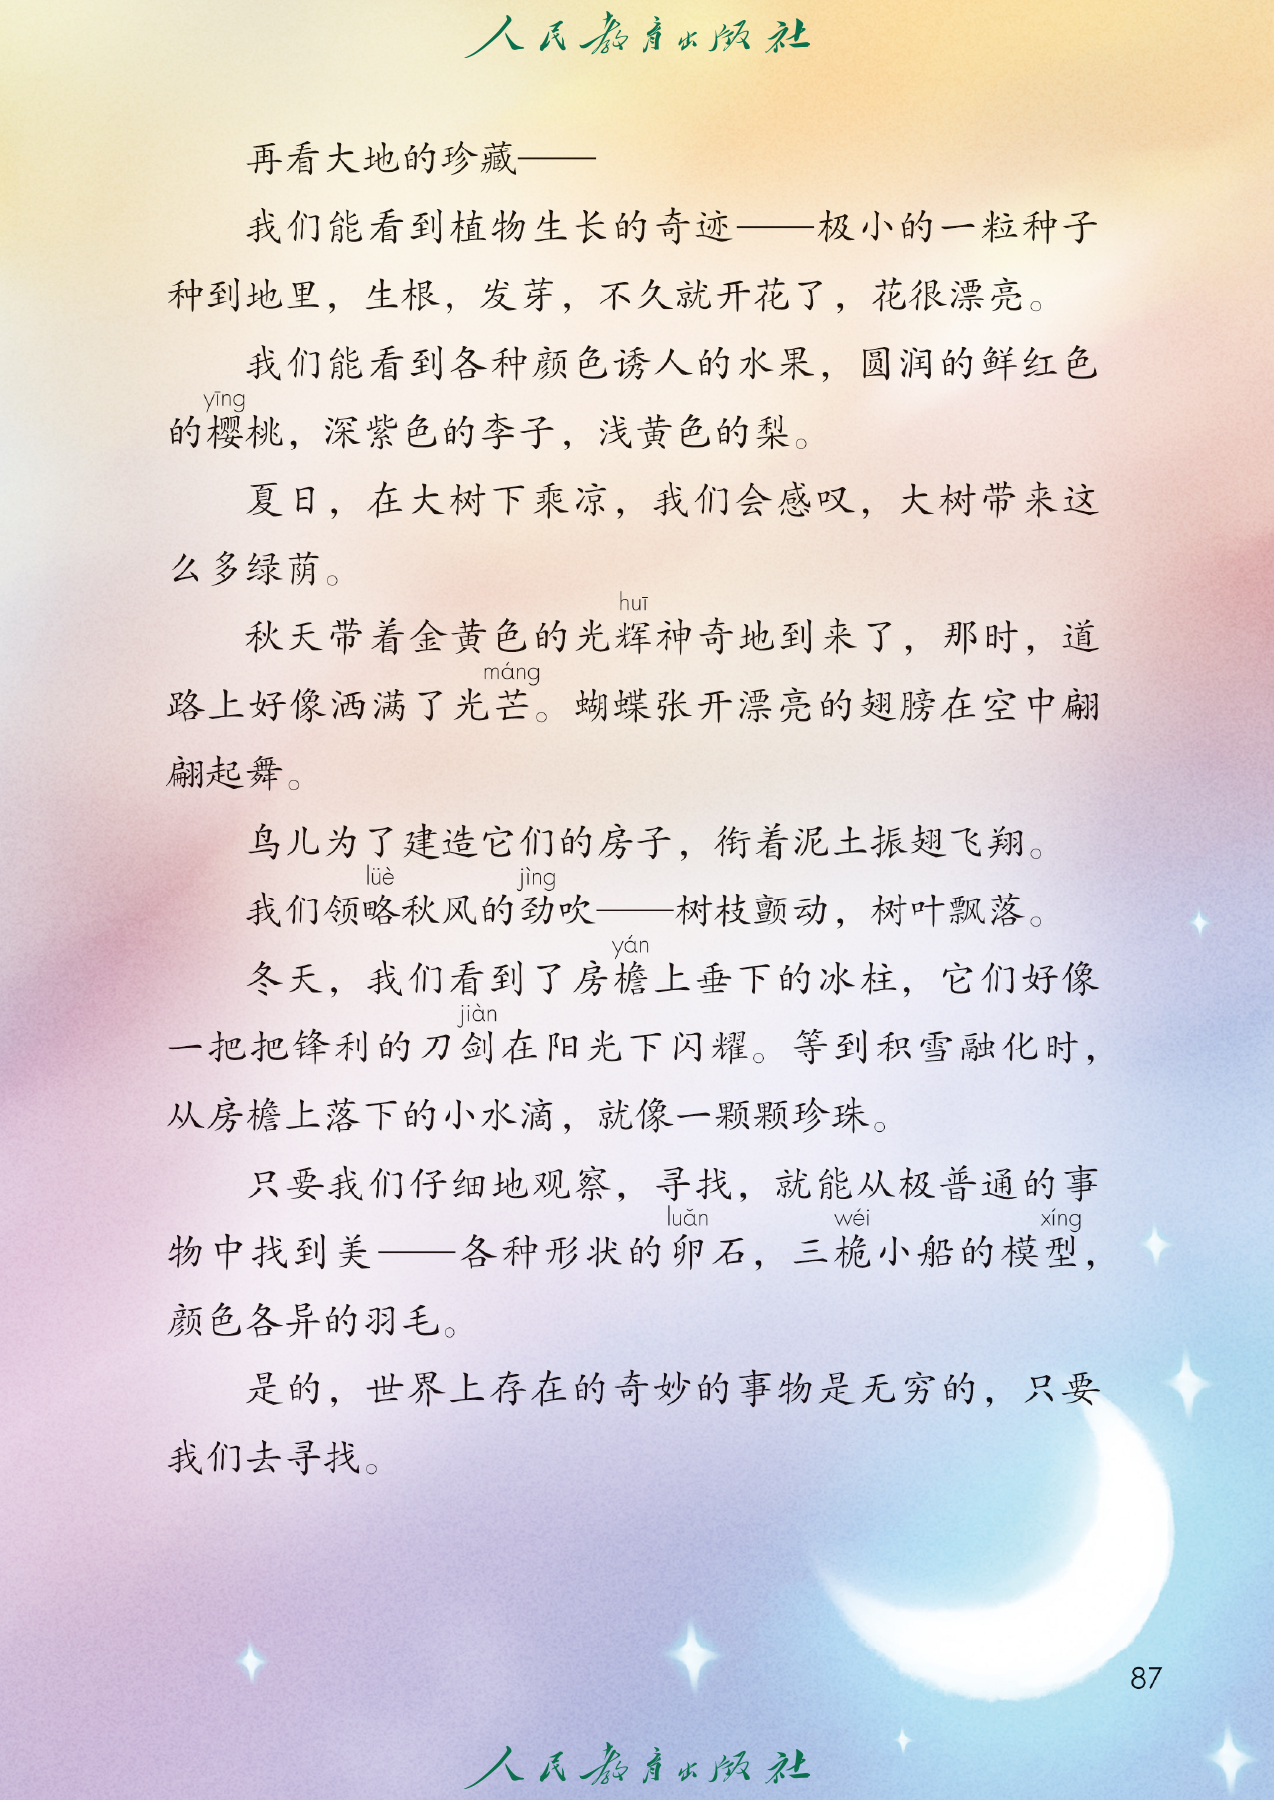 人民教育出版社
再看大地的珍藏——
我们能看到植物生长的奇迹——极小的一粒种子
种到地里，生根，发芽，不久就开花了，花很漂亮。
我们能看到各种颜色诱人的水果，圆润的鲜红色
yīng
的樱桃，深紫色的李子，浅黄色的梨。
夏日，在大树下乘凉，我们会感叹，大树带来这
么多绿荫。
huī
秋天带着金黄色的光辉神奇地到来了，那时，道
máng
路上好像洒满了光芒。蝴蝶张开漂亮的翅膀在空中翩
翩起舞。
鸟儿为了建造它们的房子，衔着泥土振翅飞翔。
lüè jìng
我们领略秋风的劲吹——树枝颤动，树叶飘落。
yán
冬天，我们看到了房檐上垂下的冰柱，它们好像
jiàn
一把把锋利的刀剑在阳光下闪耀。等到积雪融化时，
从房檐上落下的小水滴，就像一颗颗珍珠。
只要我们仔细地观察，寻找，就能从极普通的事
luǎn wéi xíng
物中找到美——各种形状的卵石，三桅小船的模型，
颜色各异的羽毛。
是的，世界上存在的奇妙的事物是无穷的，只要
我们去寻找。
87
人民教育出版社